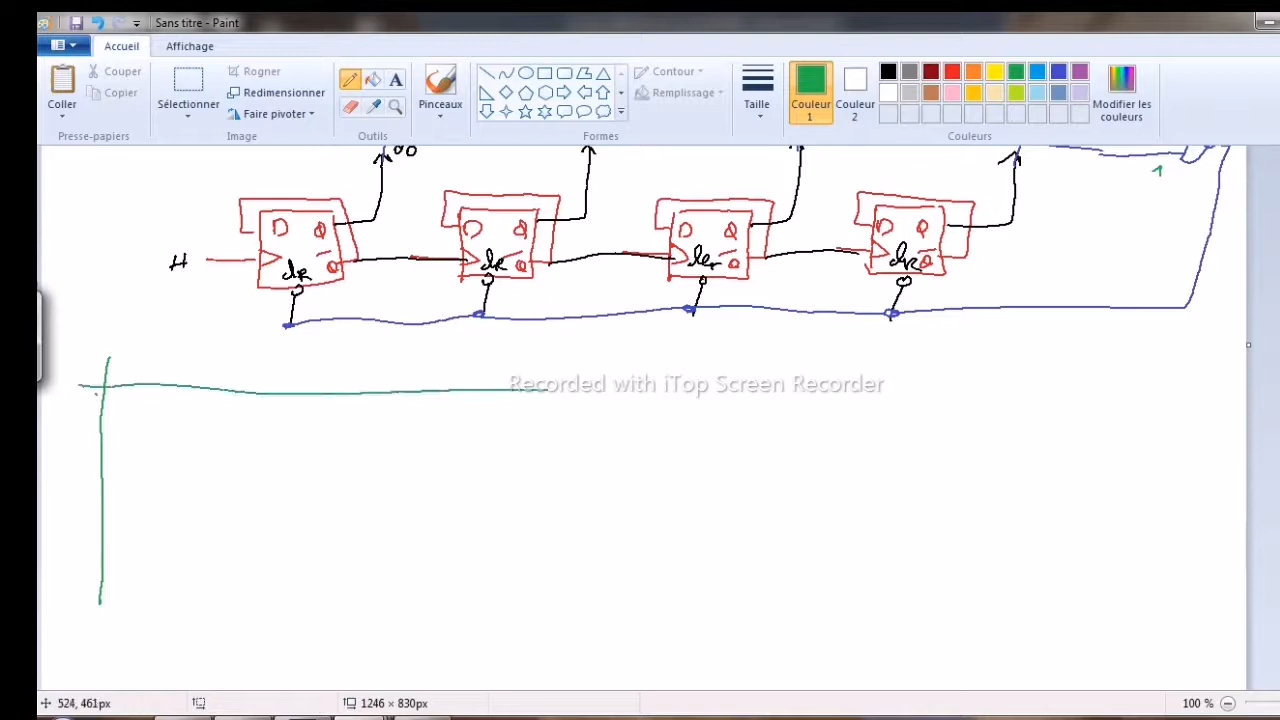 Sans titre - Paint
Accueil Affichage
Coller
Couper
Copier
Presse-papiers
Sélectionner
Rogner
Redimensionner
Faire pivoter
Image
Outils
Pinceaux
Contour
Remplissage
Formes
Taille
Couleur 1
Couleur 2
Modifier les couleurs
Couleurs
1
D Q D Q D Q D Q
H
Q Q Q Q
Recorded with iTop Screen Recorder
524, 461px
1246 × 830px
100 %